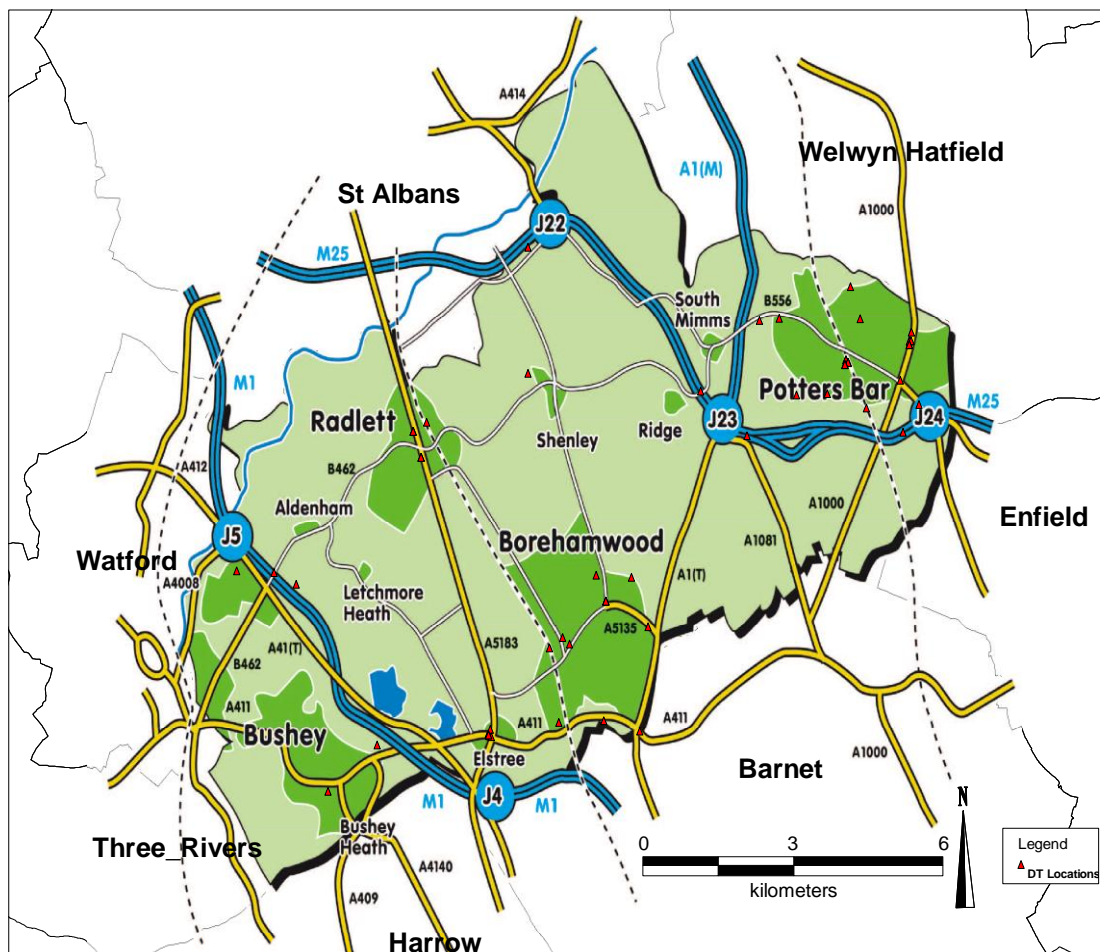 A414
Welwyn Hatfield
A1(M)
St Albans
A1000
J22
M25
South
Mimms
B556
M1
Potters Bar
M25
Radlett
J23
J24
Ridge
Shenley
A412
B462
Aldenham
A1000
Enfield
J5
Borehamwood
A1081
Watford
A4008
A1(T)
Letchmore
Heath
A5183
A5135
A41(T)
B462
A411
Bushey
A411
A411
A1000
Elstree
Barnet
J4
M1
M1
N
Bushey
Heath
Three_Rivers
A4140
A409
Harrow
0 3 6
kilometers
Legend
DT Locations